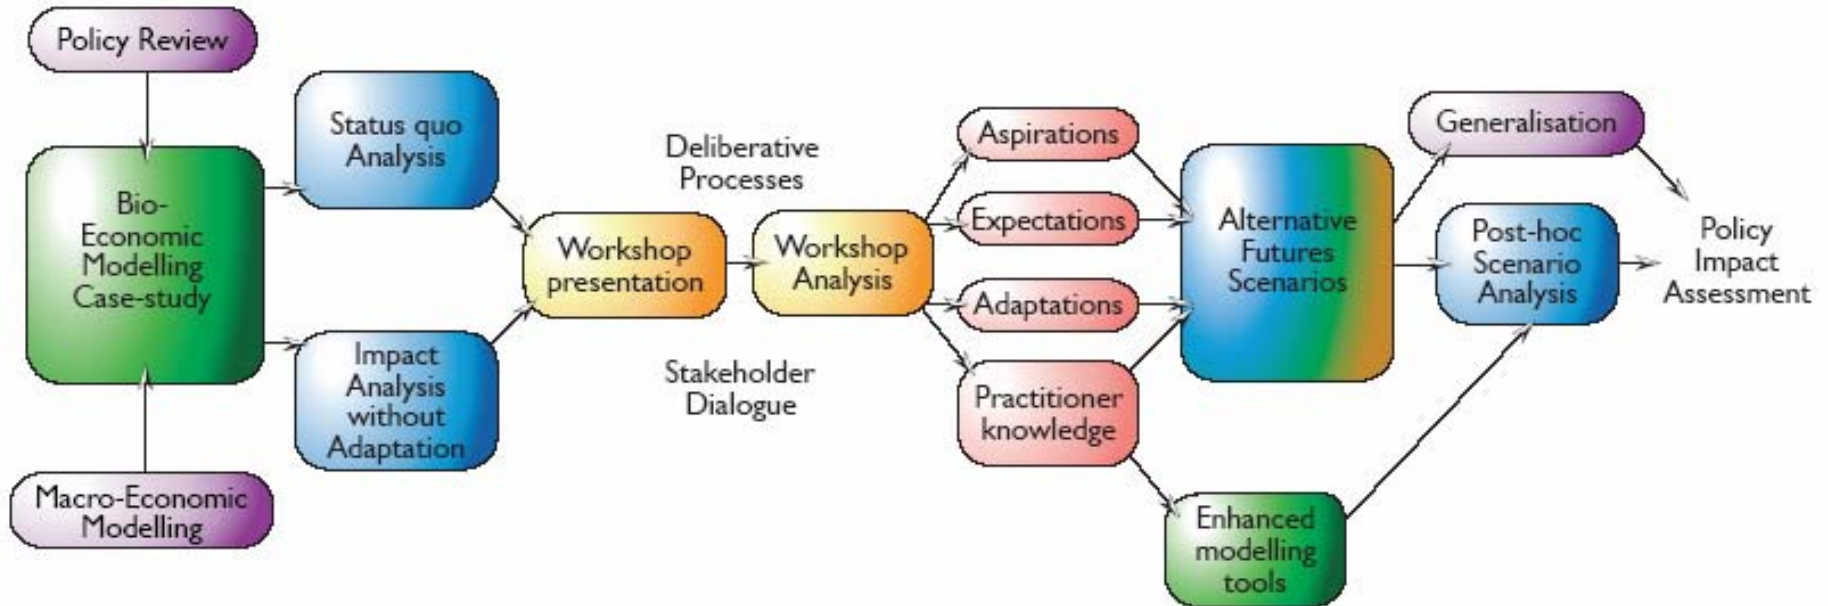 Policy Review
Bio-
Economic
Modelling
Case-study
Macro-Economic
Modelling
Status quo
Analysis
Impact
Analysis
without
Adaptation
Workshop
presentation
Deliberative
Processes
Stakeholder
Dialogue
Workshop
Analysis
Aspirations
Expectations
Adaptations
Practitioner
knowledge
Alternative
Futures
Scenarios
Enhanced
modelling
tools
Generalisation
Post-hoc
Scenario
Analysis
Policy
Impact
Assessment